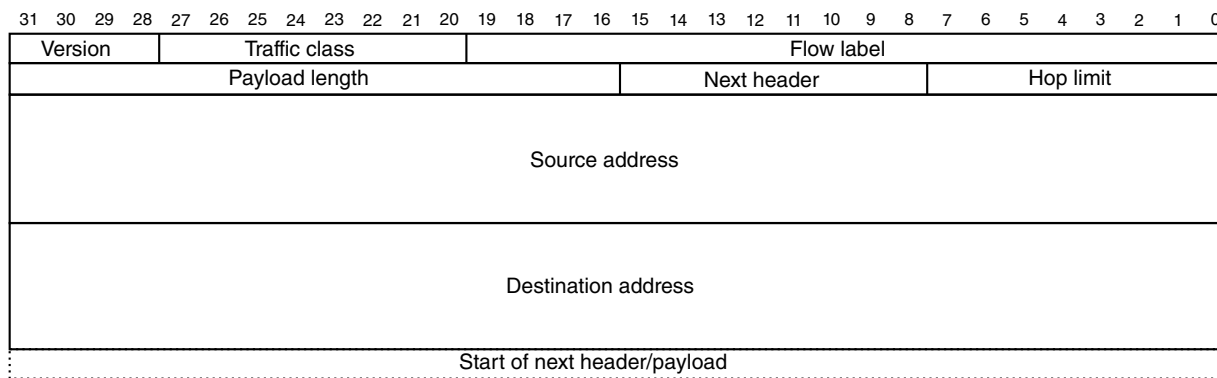 31 30 29 28 27 26 25 24 23 22 21 20 19 18 17 16 15 14 13 12 11 10 9 8 7 6 5 4 3 2 1 0
Version Traffic class Flow label
Payload length Next header Hop limit
Source address
Destination address
Start of next header/payload